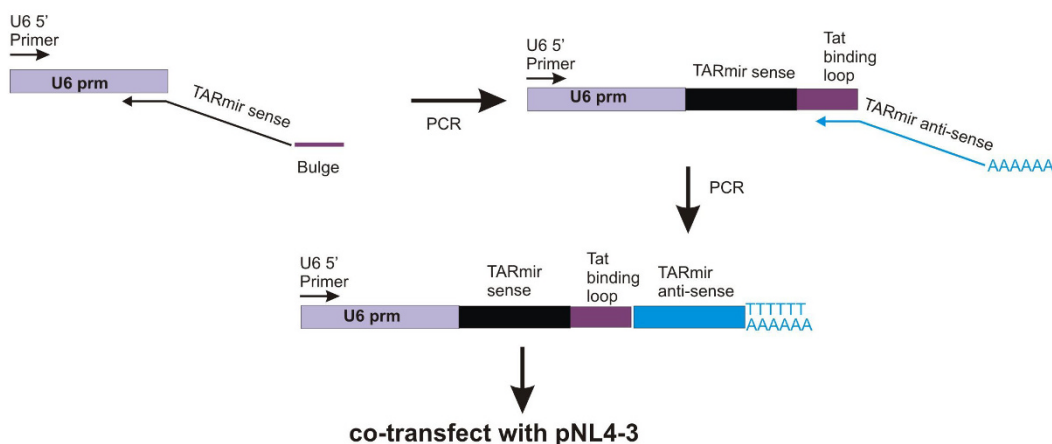 U6 5'
Primer
U6 prm
TARmir sense
Bulge
PCR
U6 5'
Primer
U6 prm
TARmir sense
Tat
binding
loop
TARmir anti-sense
AAAAAA
PCR
U6 5'
Primer
U6 prm
TARmir
sense
Tat
binding
loop
TARmir
anti-sense
TTTTTT
AAAAAA
co-transfect with pNL4-3